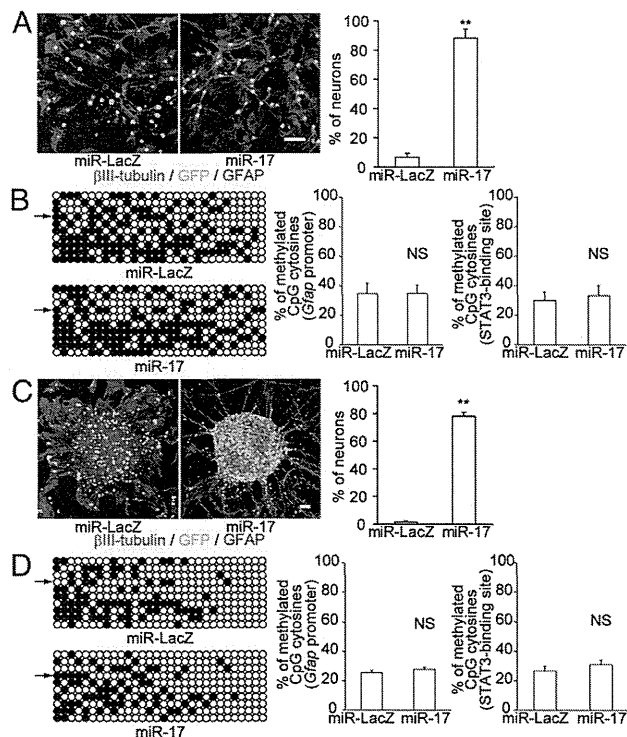 A
miR-LacZ
miR-17
βIII-tubulin / GFP / GFAP
% of neurons
100
80
60
40
20
0
**
miR-LacZ miR-17
B
miR-LacZ
miR-17
% of methylated
CpG cytosines
(Gfap promoter)
100
80
60
40
20
0
NS
miR-LacZ miR-17
% of methylated
CpG cytosines
(STAT3-binding site)
100
80
60
40
20
0
NS
miR-LacZ miR-17
C
miR-LacZ
miR-17
βIII-tubulin / GFP / GFAP
% of neurons
100
80
60
40
20
0
**
miR-LacZ miR-17
D
miR-LacZ
miR-17
% of methylated
CpG cytosines
(Gfap promoter)
100
80
60
40
20
0
NS
miR-LacZ miR-17
% of methylated
CpG cytosines
(STAT3-binding site)
100
80
60
40
20
0
NS
miR-LacZ miR-17